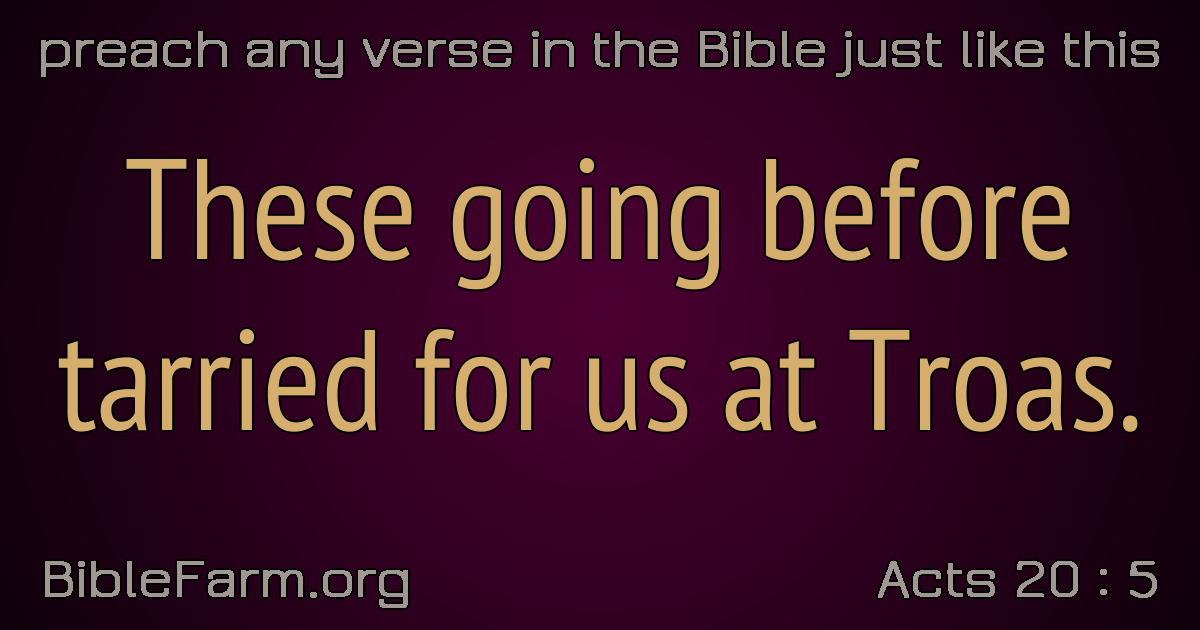 preach any verse in the Bible just like this
These going before
tarried for us at Troas.
BibleFarm.org
Acts 20 : 5